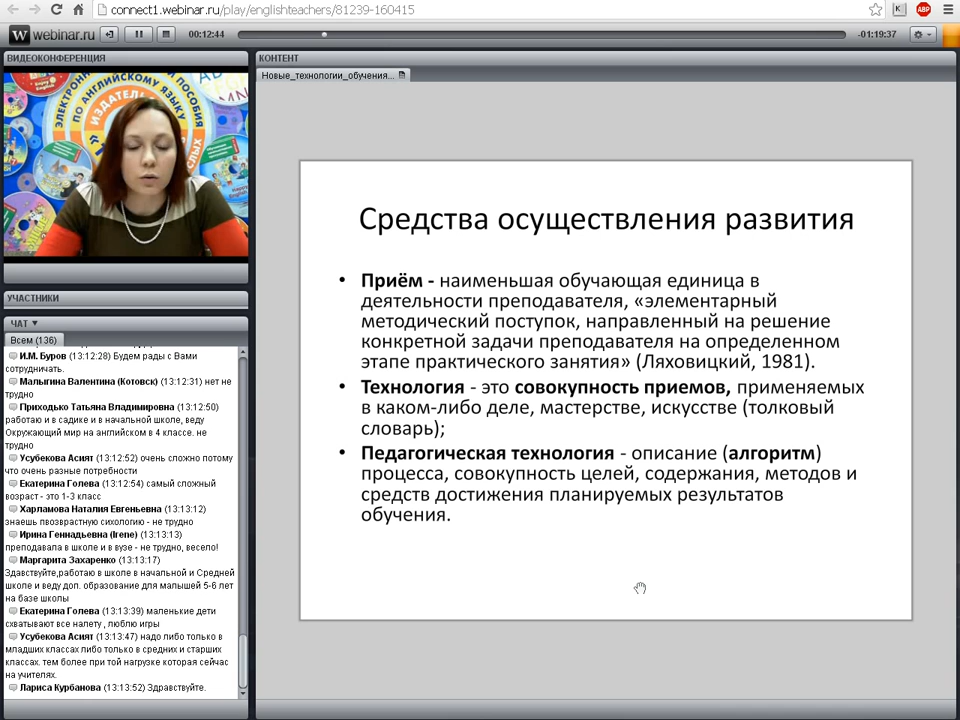 connect1.webinar.ru/play/englishteachers/81239-160415
ABP
webinar.ru
00:12:44
-01:19:37
ВИДЕОКОНФЕРЕНЦИЯ
КОНТЕНТ
Новые_технологии_обучения...
ЭЛЕКТРОННЫЕ
ПОСОБИЯ
ПО АНГЛИЙСКОМУ ЯЗЫКУ
ИЗДАТЕЛЬ
УЧАСТНИКИ
ЧАТ
Всем (136)
И.М. Буров (13:12:28) Будем рады с Вами
сотрудничать.
Малыгина Валентина (Котовск) (13:12:31) нет не
трудно
Приходько Татьяна Владимировна (13:12:50)
работаю и в садике и в начальной школе, веду
Окружающий мир на английском в 4 классе. не
трудно
Усубекова Асият (13:12:52) очень сложно потому
что очень разные потребности
Екатерина Голева (13:12:54) самый сложный
возраст - это 1-3 класс
Харламова Наталия Евгеньевна (13:13:12)
знаешь пвозврастную сихологию - не трудно
Ирина Геннадьевна (Irene) (13:13:13)
преподавала в школе и в вузе - не трудно, весело!
Маргарита Захаренко (13:13:17)
Здавствуйте,работаю в школе в начальной и Средней
школе и веду доп. образование для малышей 5-6 лет
на базе школы
Екатерина Голева (13:13:39) маленькие дети
схватывают все налету , люблю игры
Усубекова Асият (13:13:47) надо либо только в
младших классах либо только в средних и старших
классах. тем более при той нагрузке которая сейчас
на учителях.
Лариса Курбанова (13:13:52) Здравствуйте.
Средства осуществления развития
• Приём - наименьшая обучающая единица в
деятельности преподавателя, «элементарный
методический поступок, направленный на решение
конкретной задачи преподавателя на определенном
этапе практического занятия» (Ляховицкий, 1981).
• Технология - это совокупность приемов, применяемых
в каком-либо деле, мастерстве, искусстве (толковый
словарь);
• Педагогическая технология - описание (алгоритм)
процесса, совокупность целей, содержания, методов и
средств достижения планируемых результатов
обучения.